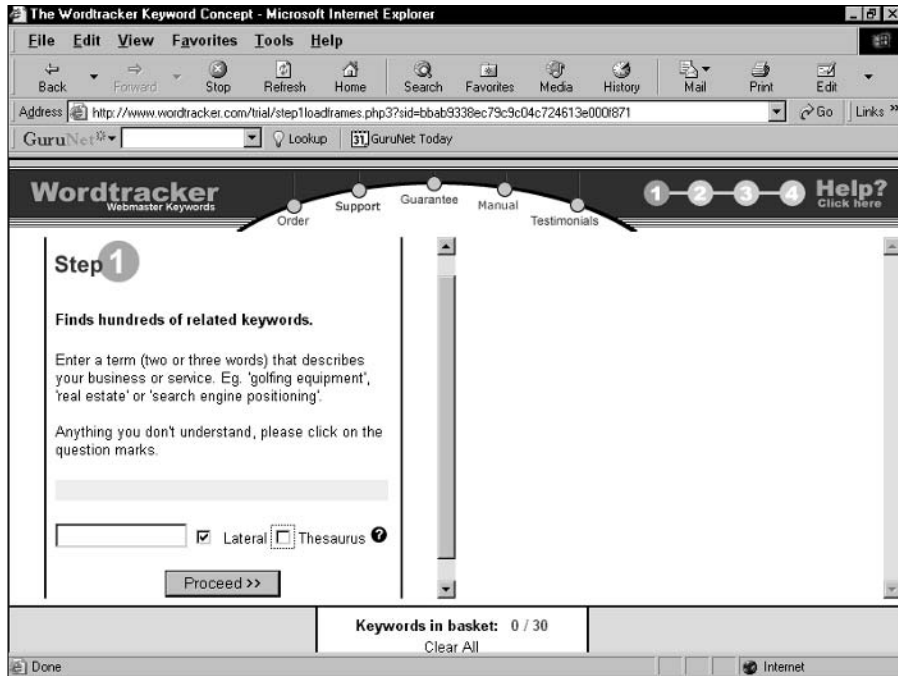 The Wordtracker Keyword Concept - Microsoft Internet Explorer
File Edit View Favorites Tools Help
Back Forward Stop Refresh Home Search Favorites Media History Mail Print Edit
Address http://www.wordtracker.com/trial/step1loadframes.php3?sid=bbab9338ec79c9c04c724613e000f871 Go Links »
GuruNet Lookup 31 GuruNet Today
Wordtracker
Webmaster Keywords
Order Support Guarantee Manual Testimonials
1 2 3 4 Help?
Click here
Step 1
Finds hundreds of related keywords.
Enter a term (two or three words) that describes
your business or service. Eg. 'golfing equipment',
'real estate' or 'search engine positioning'.
Anything you don't understand, please click on the
question marks.
Lateral Thesaurus ?
Proceed >>
Keywords in basket: 0 / 30
Clear All
Done Internet